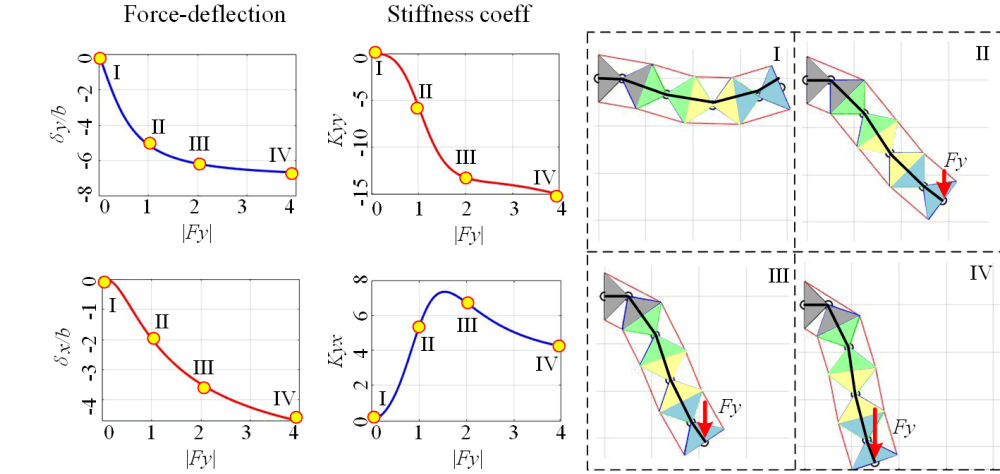 Force-deflection
Stiffness coeff
δy/b
0
-2
-4
-6
-8
I
II
III
IV
0 1 2 3 4
|Fy|
Kyy
0
-5
-10
-15
I
II
III
IV
0 1 2 3 4
|Fy|
δx/b
0
-1
-2
-3
-4
I
II
III
IV
0 1 2 3 4
|Fy|
Kyx
8
6
4
2
0
I
II
III
IV
0 1 2 3 4
|Fy|
I
II
Fy
III
Fy
IV
Fy